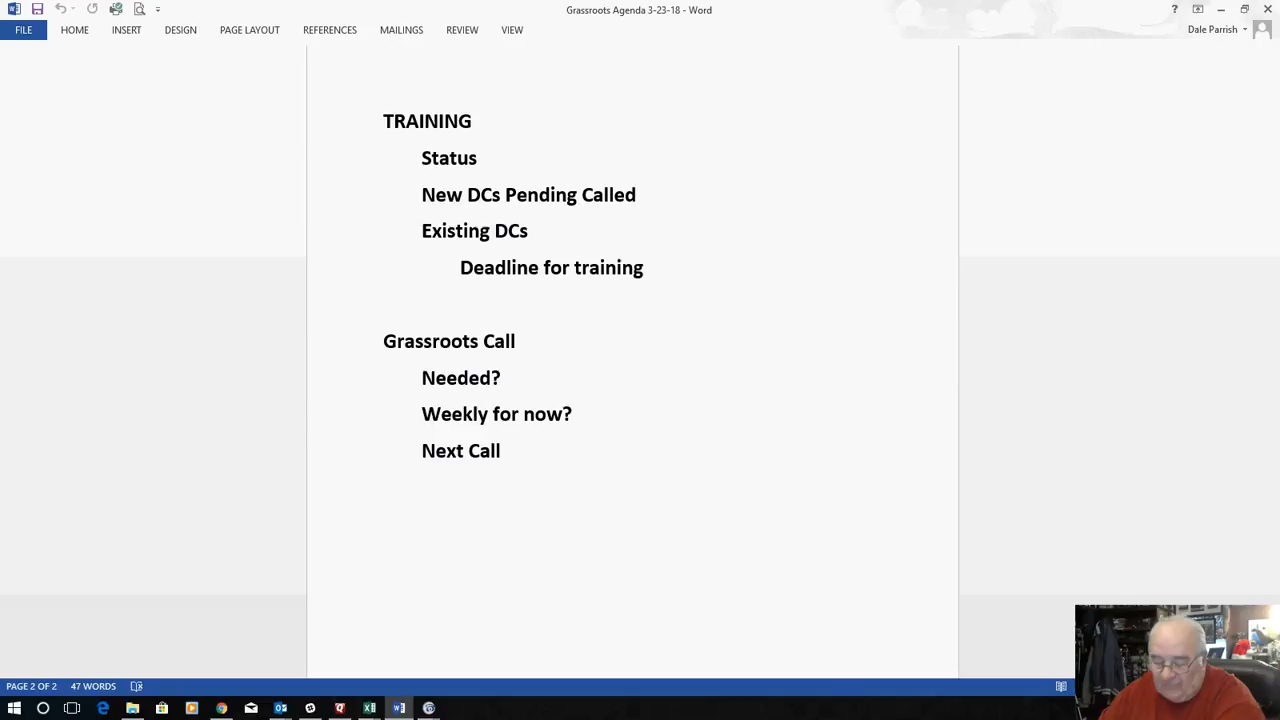 Grassroots Agenda 3-23-18 - Word
?
FILE HOME INSERT DESIGN PAGE LAYOUT REFERENCES MAILINGS REVIEW VIEW
Dale Parrish
TRAINING
Status
New DCs Pending Called
Existing DCs
Deadline for training
Grassroots Call
Needed?
Weekly for now?
Next Call
PAGE 2 OF 2 47 WORDS